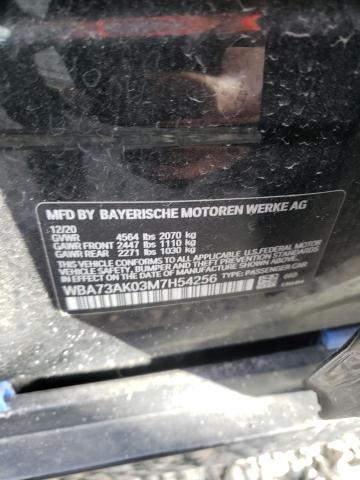 MFD BY BAYERISCHE MOTOREN WERKE AG
12/20
GVWR 4564 lbs 2070 kg
GAWR FRONT 2447 lbs 1110 kg
GAWR REAR 2271 lbs 1030 kg
THIS VEHICLE CONFORMS TO ALL APPLICABLE U.S. FEDERAL MOTOR
VEHICLE SAFETY, BUMPER, AND THEFT PREVENTION STANDARDS
IN EFFECT ON THE DATE OF MANUFACTURE SHOWN ABOVE.
WBA73AK03M7H54256 TYPE: PASSENGER CAR